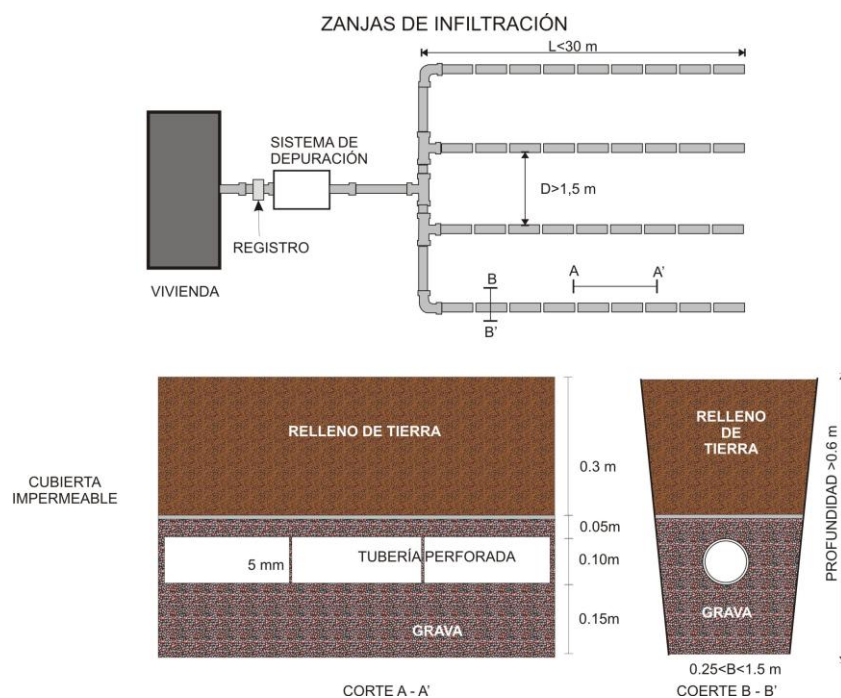 ZANJAS DE INFILTRACIÓN
L<30 m
SISTEMA DE
DEPURACIÓN
D>1,5 m
REGISTRO
VIVIENDA
A
A'
B
B'
RELLENO DE TIERRA
CUBIERTA
IMPERMEABLE
0.3 m
0.05m
5 mm
TUBERÍA PERFORADA
0.10m
GRAVA
0.15m
CORTE A - A'
RELLENO
DE
TIERRA
GRAVA
PROFUNDIDAD >0.6 m
0.25<B<1.5 m
COERTE B - B'